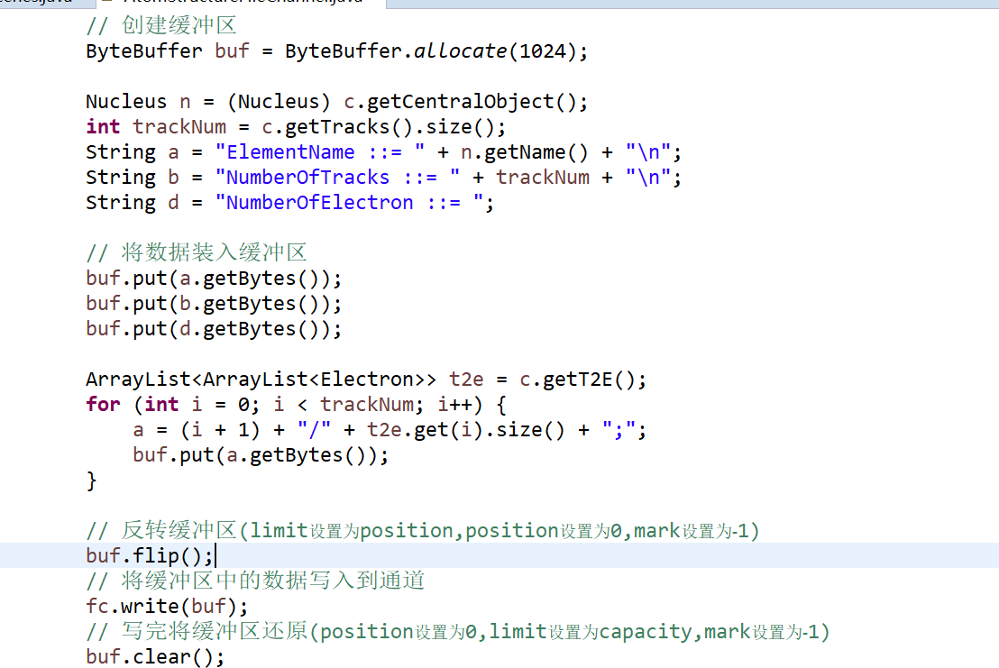 // 创建缓冲区
ByteBuffer buf = ByteBuffer.allocate(1024);
Nucleus n = (Nucleus) c.getCentralObject();
int trackNum = c.getTracks().size();
String a = "ElementName ::= " + n.getName() + "\n";
String b = "NumberOfTracks ::= " + trackNum + "\n";
String d = "NumberOfElectron ::= ";
// 将数据装入缓冲区
buf.put(a.getBytes());
buf.put(b.getBytes());
buf.put(d.getBytes());
ArrayList<ArrayList<Electron>> t2e = c.getT2E();
for (int i = 0; i < trackNum; i++) {
a = (i + 1) + "/" + t2e.get(i).size() + ";";
buf.put(a.getBytes());
}
// 反转缓冲区(limit设置为position,position设置为0,mark设置为-1)
buf.flip();
// 将缓冲区中的数据写入到通道
fc.write(buf);
// 写完将缓冲区还原(position设置为0,limit设置为capacity,mark设置为-1)
buf.clear();